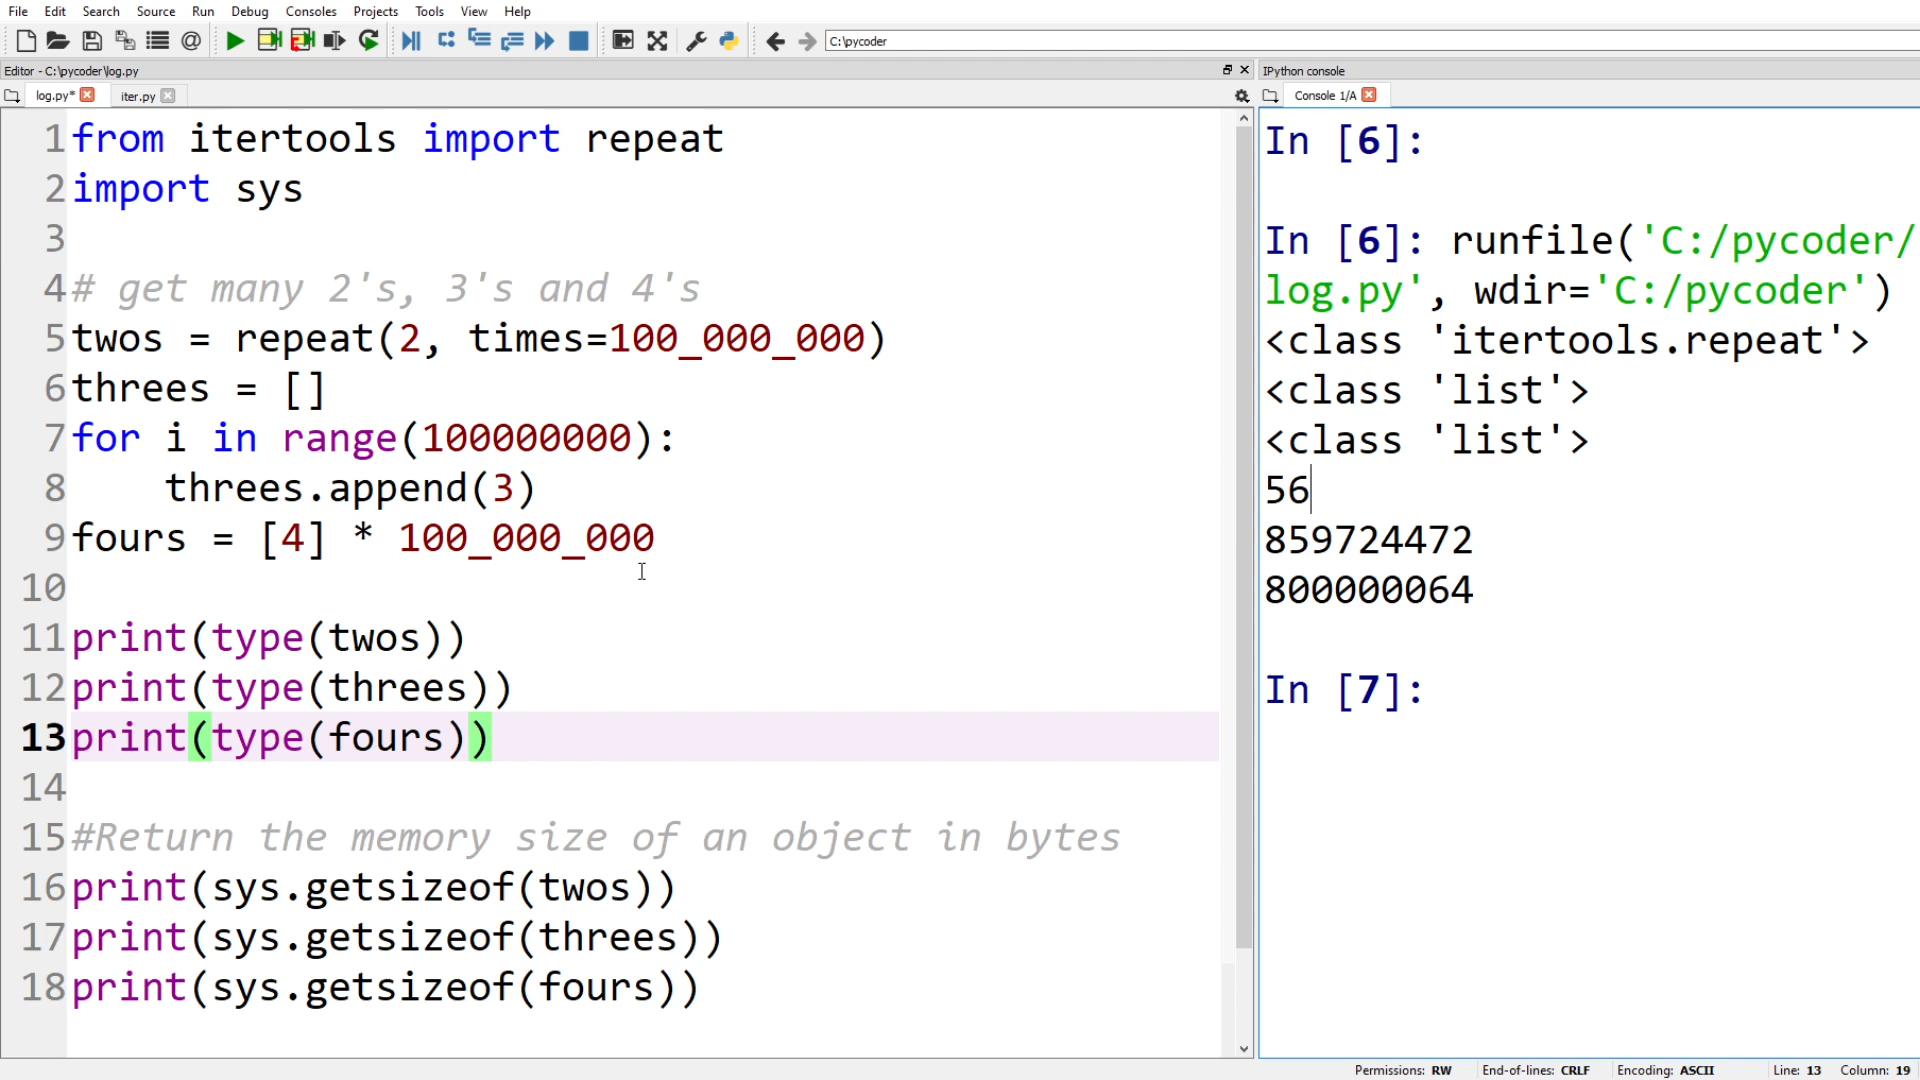 File Edit Search Source Run Debug Consoles Projects Tools View Help
C:\pycoder
Editor - C:\pycoder\log.py
log.py* iter.py
1 from itertools import repeat
2 import sys
3
4 # get many 2's, 3's and 4's
5 twos = repeat(2, times=100_000_000)
6 threes = []
7 for i in range(100000000):
8     threes.append(3)
9 fours = [4] * 100_000_000
10
11 print(type(twos))
12 print(type(threes))
13 print(type(fours))
14
15 #Return the memory size of an object in bytes
16 print(sys.getsizeof(twos))
17 print(sys.getsizeof(threes))
18 print(sys.getsizeof(fours))
IPython console
Console 1/A
In [6]:
In [6]: runfile('C:/pycoder/
log.py', wdir='C:/pycoder')
<class 'itertools.repeat'>
<class 'list'>
<class 'list'>
56
859724472
800000064
In [7]:
Permissions: RW End-of-lines: CRLF Encoding: ASCII Line: 13 Column: 19